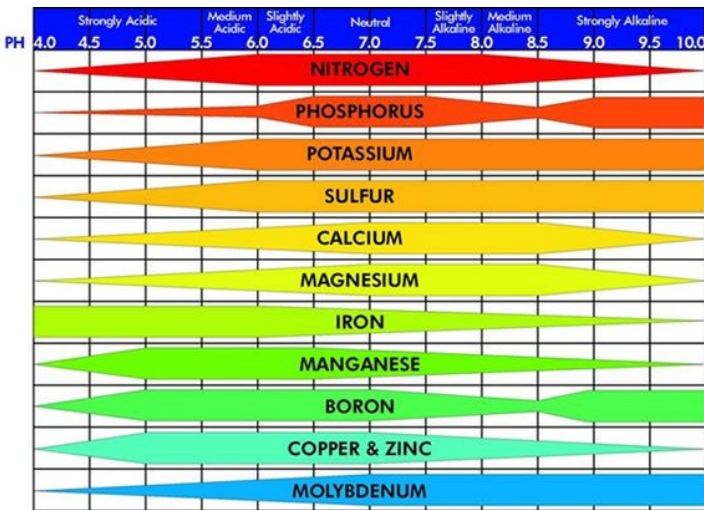 Strongly Acidic
Medium
Acidic
Slightly
Acidic
Neutral
Slightly
Alkaline
Medium
Alkaline
Strongly Alkaline
PH 4.0 4.5 5.0 5.5 6.0 6.5 7.0 7.5 8.0 8.5 9.0 9.5 10.0
NITROGEN
PHOSPHORUS
POTASSIUM
SULFUR
CALCIUM
MAGNESIUM
IRON
MANGANESE
BORON
COPPER & ZINC
MOLYBDENUM